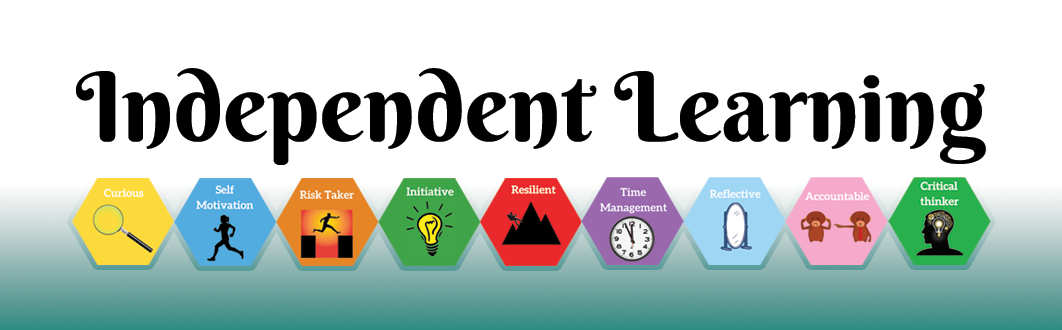 Independent Learning
Curious
Self
Motivation
Risk Taker
Initiative
Resilient
Time
Management
Reflective
Accountable
Critical
thinker